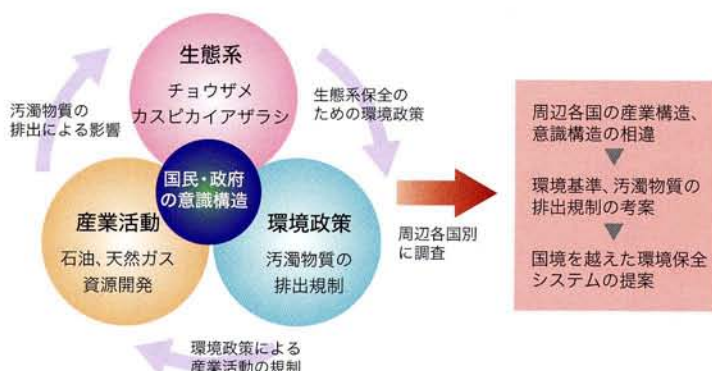 生態系
チョウザメ
カスピカイアザラシ
汚濁物質の
排出による影響
生態系保全の
ための環境政策
国民・政府
の意識構造
産業活動
石油、天然ガス
資源開発
環境政策
汚濁物質の
排出規制
環境政策による
産業活動の規制
周辺各国別
に調査
周辺各国の産業構造、
意識構造の相違
環境基準、汚濁物質の
排出規制の考案
国境を越えた環境保全
システムの提案